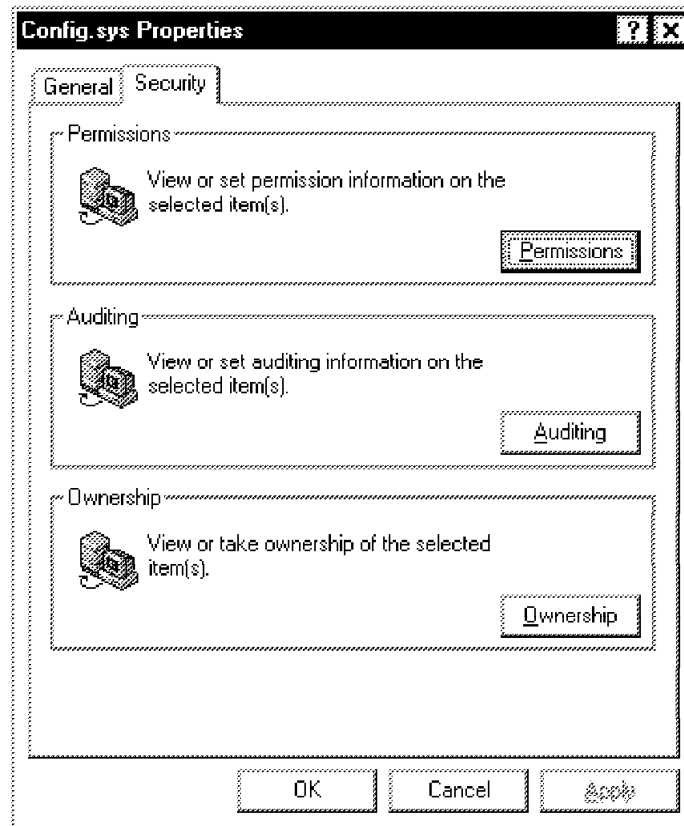 Config.sys Properties
General
Security
Permissions
View or set permission information on the
selected item(s).
Permissions
Auditing
View or set auditing information on the
selected item(s).
Auditing
Ownership
View or take ownership of the selected
item(s).
Ownership
OK
Cancel
Apply